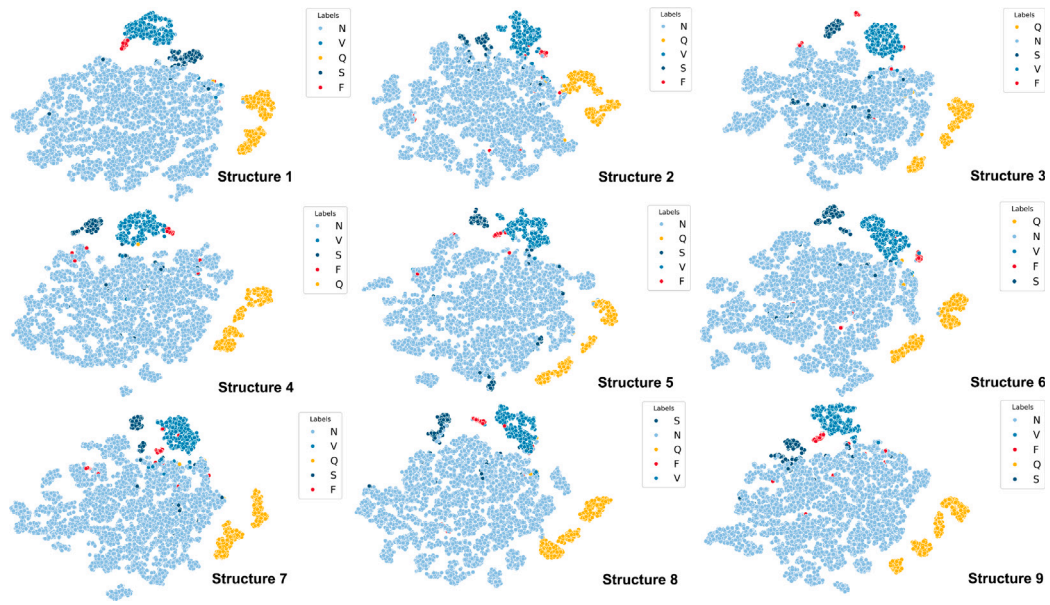 Labels
N
V
Q
S
F
Structure 1
Labels
N
Q
V
S
F
Structure 2
Labels
Q
N
S
V
F
Structure 3
Labels
N
V
S
F
Q
Structure 4
Labels
N
Q
S
V
F
Structure 5
Labels
Q
N
V
F
S
Structure 6
Labels
N
V
Q
S
F
Structure 7
Labels
S
N
Q
F
V
Structure 8
Labels
N
V
F
Q
S
Structure 9